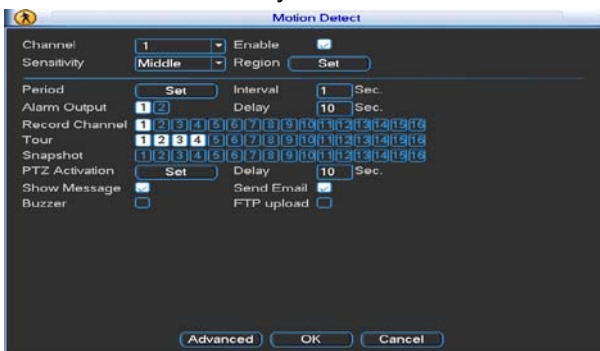 Motion Detect
Channel 1 Enable
Sensitivity Middle Region Set
Period Set Interval 1 Sec.
Alarm Output 1 2 Delay 10 Sec.
Record Channel 1 2 3 4 5 6 7 8 9 10 11 12 13 14 15 16
Tour 1 2 3 4 5 6 7 8 9 10 11 12 13 14 15 16
Snapshot 1 2 3 4 5 6 7 8 9 10 11 12 13 14 15 16
PTZ Activation Set Delay 10 Sec.
Show Message Send Email
Buzzer FTP upload
Advanced OK Cancel